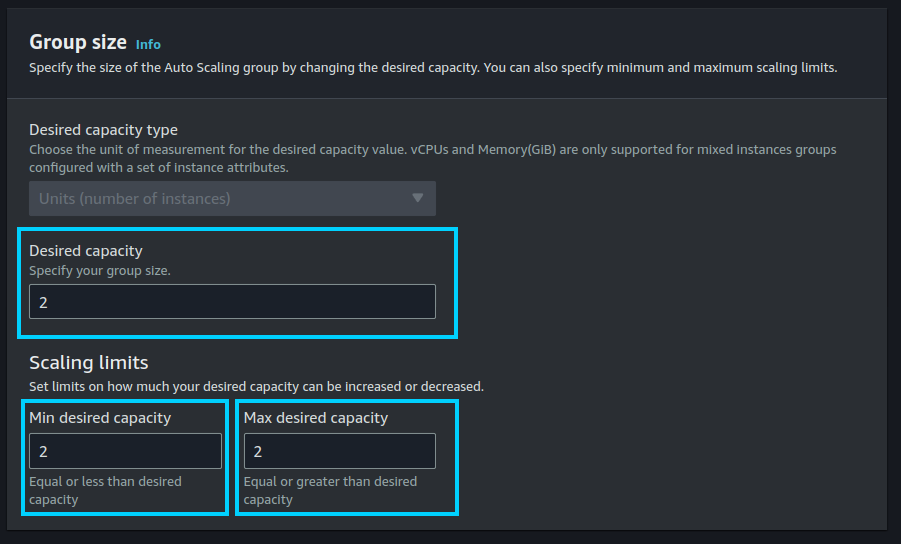 Group size Info
Specify the size of the Auto Scaling group by changing the desired capacity. You can also specify minimum and maximum scaling limits.
Desired capacity type
Choose the unit of measurement for the desired capacity value. vCPUs and Memory(GiB) are only supported for mixed instances groups
configured with a set of instance attributes.
Units (number of instances)
Desired capacity
Specify your group size.
2
Scaling limits
Set limits on how much your desired capacity can be increased or decreased.
Min desired capacity
2
Equal or less than desired
capacity
Max desired capacity
2
Equal or greater than desired
capacity